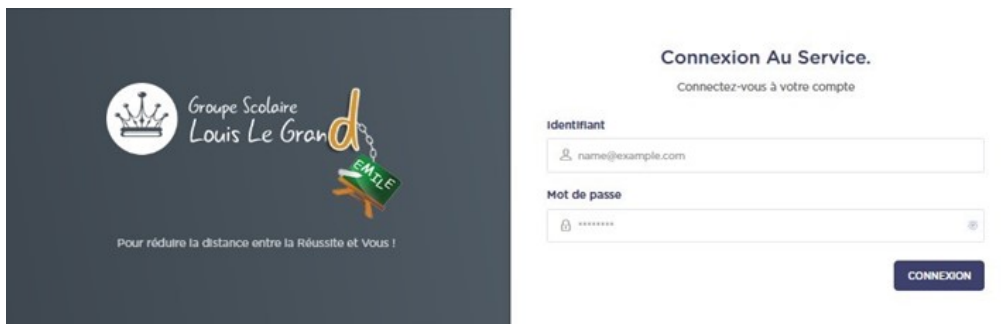 Groupe Scolaire
Louis Le Grand
EMILE
Pour réduire la distance entre la Réussite et Vous !
Connexion Au Service.
Connectez-vous à votre compte
Identifiant
name@example.com
Mot de passe
********
CONNEXION